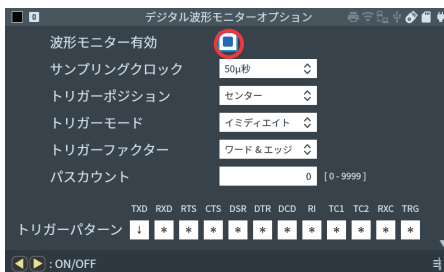 0 デジタル波形モニターオプション
波形モニター有効
サンプリングクロック 50μ秒
トリガーポジション センター
トリガーモード イミディエイト
トリガーファクター ワード&エッジ
パスカウント 0 [0-9999]
TXD RXD RTS CTS DSR DTR DCD RI TC1 TC2 RXC TRG
トリガーパターン ↓ * * * * * * * * * * *
: ON/OFF